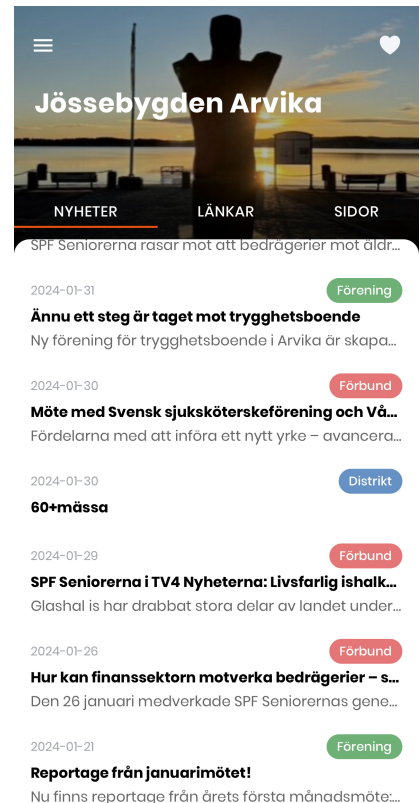 Jössebygden Arvika
NYHETER LÄNKAR SIDOR
SPF Seniorerna rasar mot att bedrägerier mot äldr...
2024-01-31 Förening
Ännu ett steg är taget mot trygghetsboende
Ny förening för trygghetsboende i Arvika är skapa...
2024-01-30 Förbund
Möte med Svensk sjuksköterskeförening och Vå...
Fördelarna med att införa ett nytt yrke – avancera...
2024-01-30 Distrikt
60+mässa
2024-01-29 Förbund
SPF Seniorerna i TV4 Nyheterna: Livsfarlig ishalk...
Glashal is har drabbat stora delar av landet under...
2024-01-26 Förbund
Hur kan finanssektorn motverka bedrägerier – s...
Den 26 januari medverkade SPF Seniorernas gene...
2024-01-21 Förening
Reportage från januarimötet!
Nu finns reportage från årets första månadsmöte:...